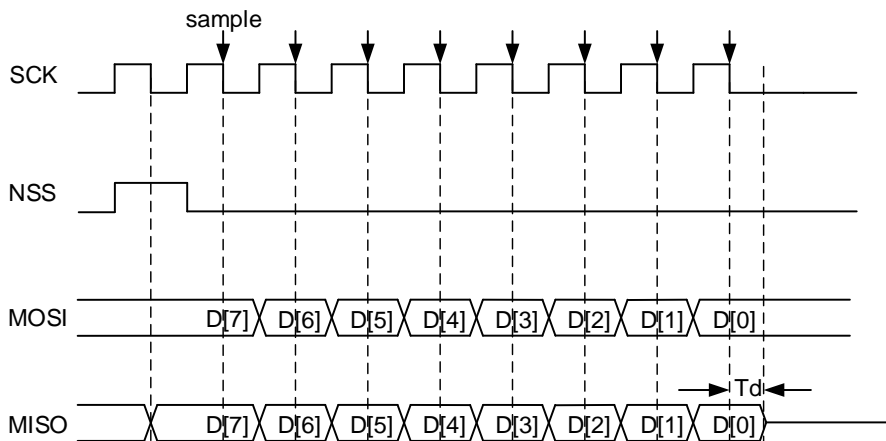 sample
SCK
NSS
MOSI D[7] D[6] D[5] D[4] D[3] D[2] D[1] D[0]
Td
MISO D[7] D[6] D[5] D[4] D[3] D[2] D[1] D[0]